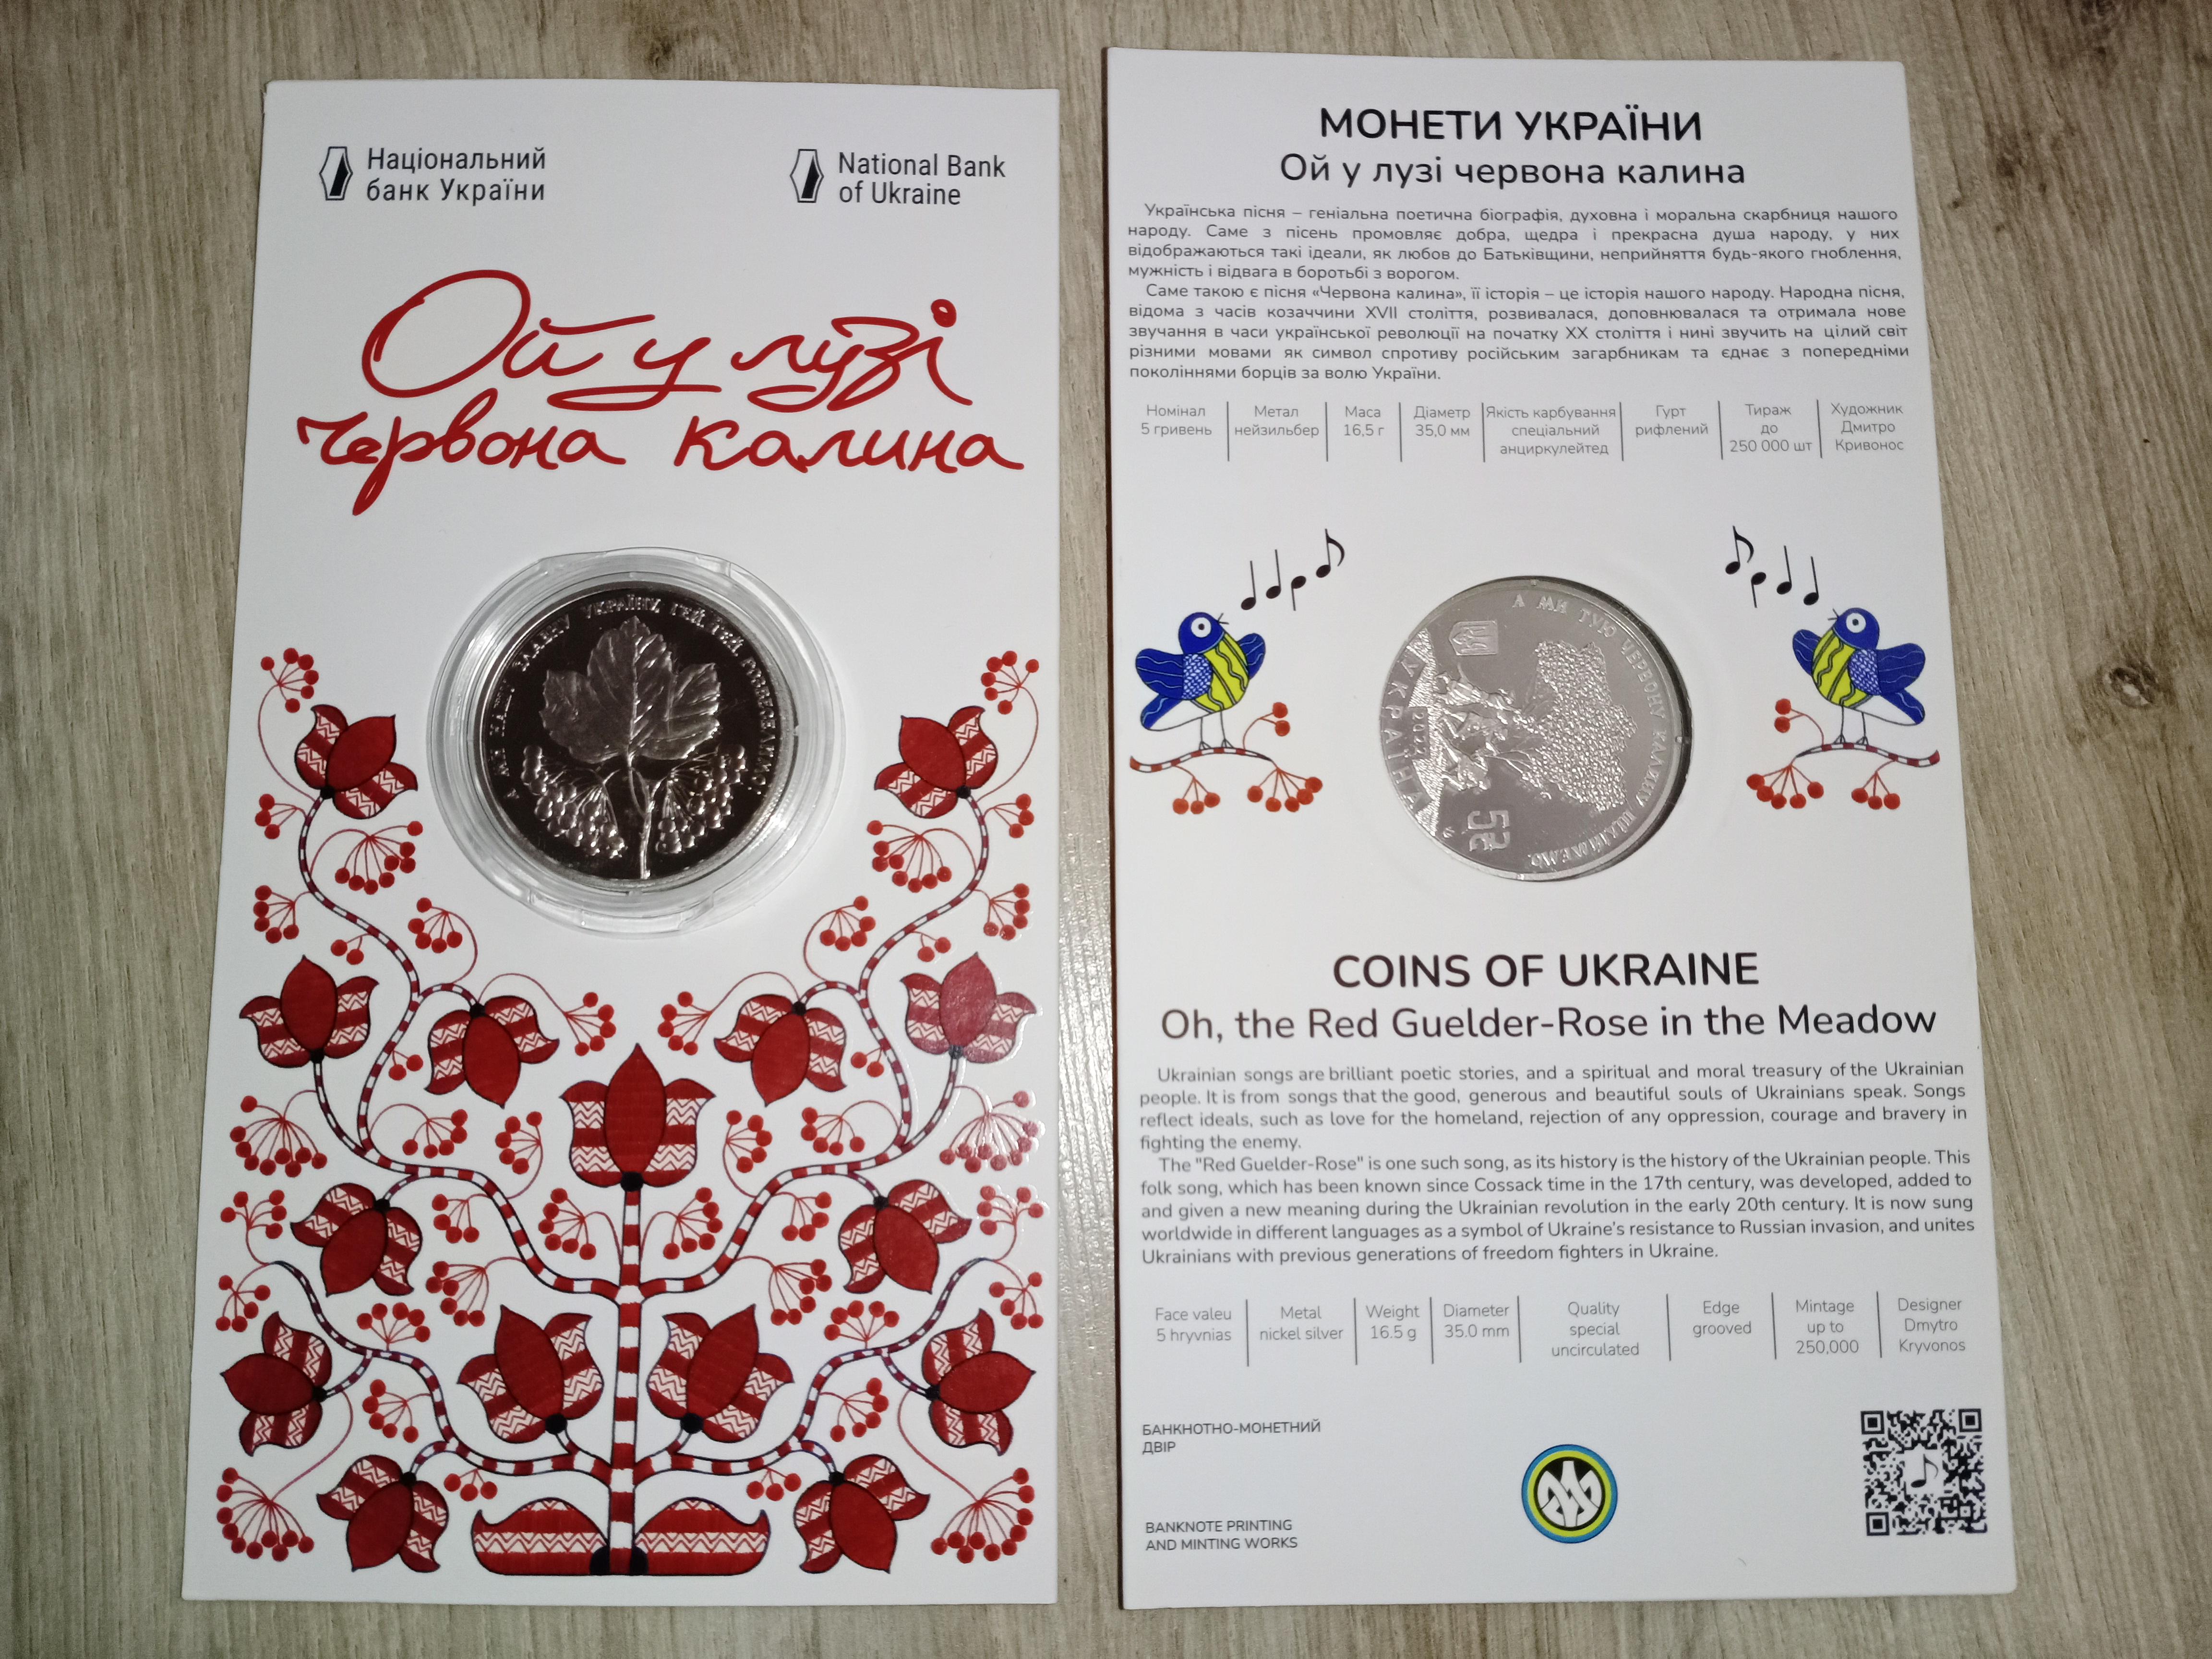 Національний
банк України
National Bank
of Ukraine
Ой у лузі
червона калина
А МИ НАШУ СЛАВНУ УКРАЇНУ ГЕЙ ГЕЙ РОЗВЕСЕЛИМО!
МОНЕТИ УКРАЇНИ
Ой у лузі червона калина
Українська пісня – геніальна поетична біографія, духовна і моральна скарбниця нашого
народу. Саме з пісень промовляє добра, щедра і прекрасна душа народу, у них
відображаються такі ідеали, як любов до Батьківщини, неприйняття будь-якого гноблення,
мужність і відвага в боротьбі з ворогом.
Саме такою є пісня «Червона калина», її історія – це історія нашого народу. Народна пісня,
відома з часів козаччини XVII століття, розвивалася, доповнювалася та отримала нове
звучання в часи української революції на початку XX століття і нині звучить на цілий світ
різними мовами як символ спротиву російським загарбникам та єднає з попередніми
поколіннями борців за волю України.
Номінал
5 гривень
Метал
нейзильбер
Маса
16,5 г
Діаметр
35,0 мм
Якість карбування
спеціальний
анциркулейтед
Гурт
рифлений
Тираж
до
250 000 шт
Художник
Дмитро
Кривонос
А МИ ТУЮ ЧЕРВОНУ КАЛИНУ ПІДІЙМЕМО,
УКРАЇНА
2022
5₴
COINS OF UKRAINE
Oh, the Red Guelder-Rose in the Meadow
Ukrainian songs are brilliant poetic stories, and a spiritual and moral treasury of the Ukrainian
people. It is from songs that the good, generous and beautiful souls of Ukrainians speak. Songs
reflect ideals, such as love for the homeland, rejection of any oppression, courage and bravery in
fighting the enemy.
The "Red Guelder-Rose" is one such song, as its history is the history of the Ukrainian people. This
folk song, which has been known since Cossack time in the 17th century, was developed, added to
and given a new meaning during the Ukrainian revolution in the early 20th century. It is now sung
worldwide in different languages as a symbol of Ukraine's resistance to Russian invasion, and unites
Ukrainians with previous generations of freedom fighters in Ukraine.
Face valeu
5 hryvnias
Metal
nickel silver
Weight
16.5 g
Diameter
35.0 mm
Quality
special
uncirculated
Edge
grooved
Mintage
up to
250,000
Designer
Dmytro
Kryvonos
БАНКНОТНО-МОНЕТНИЙ
ДВІР
BANKNOTE PRINTING
AND MINTING WORKS